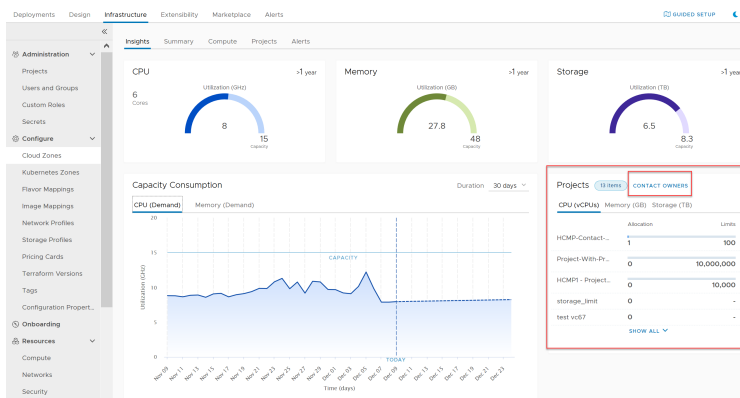 Deployments Design Infrastructure Extensibility Marketplace Alerts GUIDED SETUP
Insights Summary Compute Projects Alerts
Administration
Projects
Users and Groups
Custom Roles
Secrets
Configure
Cloud Zones
Kubernetes Zones
Flavor Mappings
Image Mappings
Network Profiles
Storage Profiles
Pricing Cards
Terraform Versions
Tags
Configuration Propert...
Onboarding
Resources
Compute
Networks
Security
CPU >1 year
6
Cores
Utilization (GHz)
8
15
Capacity
Memory >1 year
Utilization (GB)
27.8
48
Capacity
Storage >1 year
Utilization (TB)
6.5
8.3
Capacity
Capacity Consumption Duration 30 days
CPU (Demand) Memory (Demand)
Utilization (GHz)
20
15
10
5
0
CAPACITY
TODAY
Nov 09 Nov 11 Nov 13 Nov 15 Nov 17 Nov 19 Nov 21 Nov 23 Nov 25 Nov 27 Nov 29 Dec 01 Dec 03 Dec 05 Dec 07 Dec 09 Dec 11 Dec 13 Dec 15 Dec 17 Dec 19 Dec 21 Dec 23
Time (days)
Projects 13 items CONTACT OWNERS
CPU (vCPUs) Memory (GB) Storage (TB)
Allocation Limits
HCMP-Contact-... 1 100
Project-With-Pr... 0 10,000,000
HCMP1 - Project... 0 10,000
storage_limit 0 -
test vc67 0 -
SHOW ALL